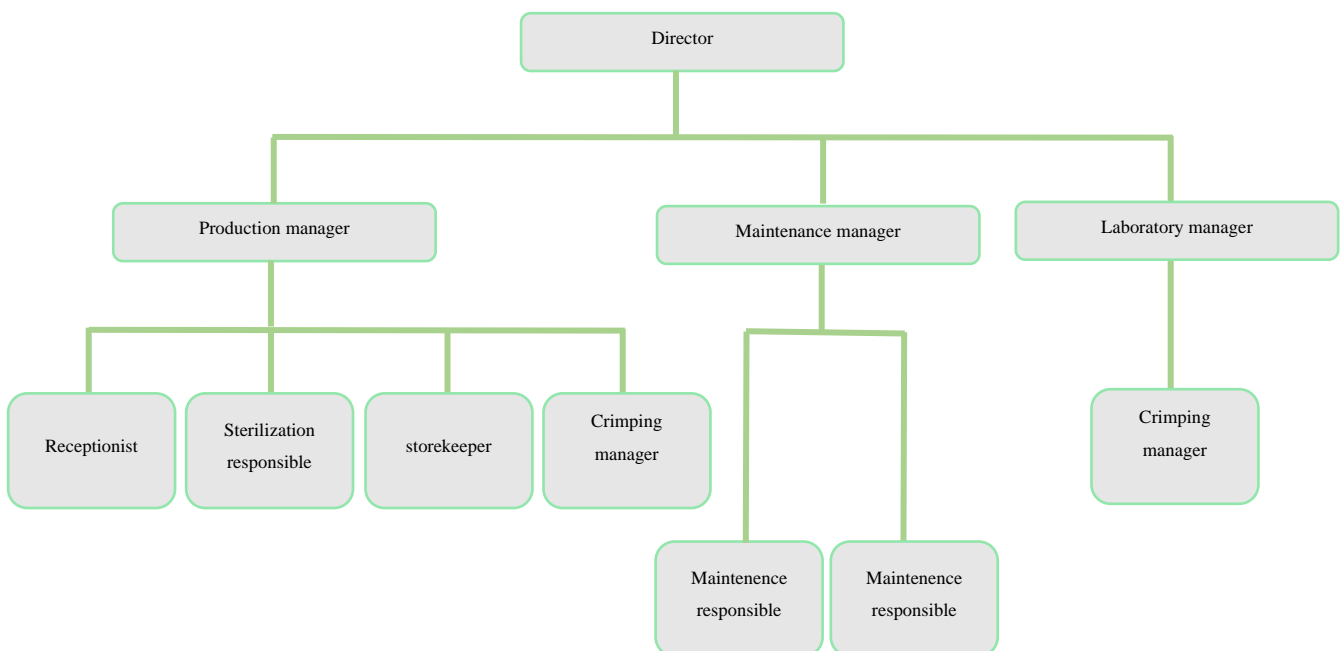 Director
Production manager
Maintenance manager
Laboratory manager
Receptionist
Sterilization
responsible
storekeeper
Crimping
manager
Crimping
manager
Maintenence
responsible
Maintenence
responsible